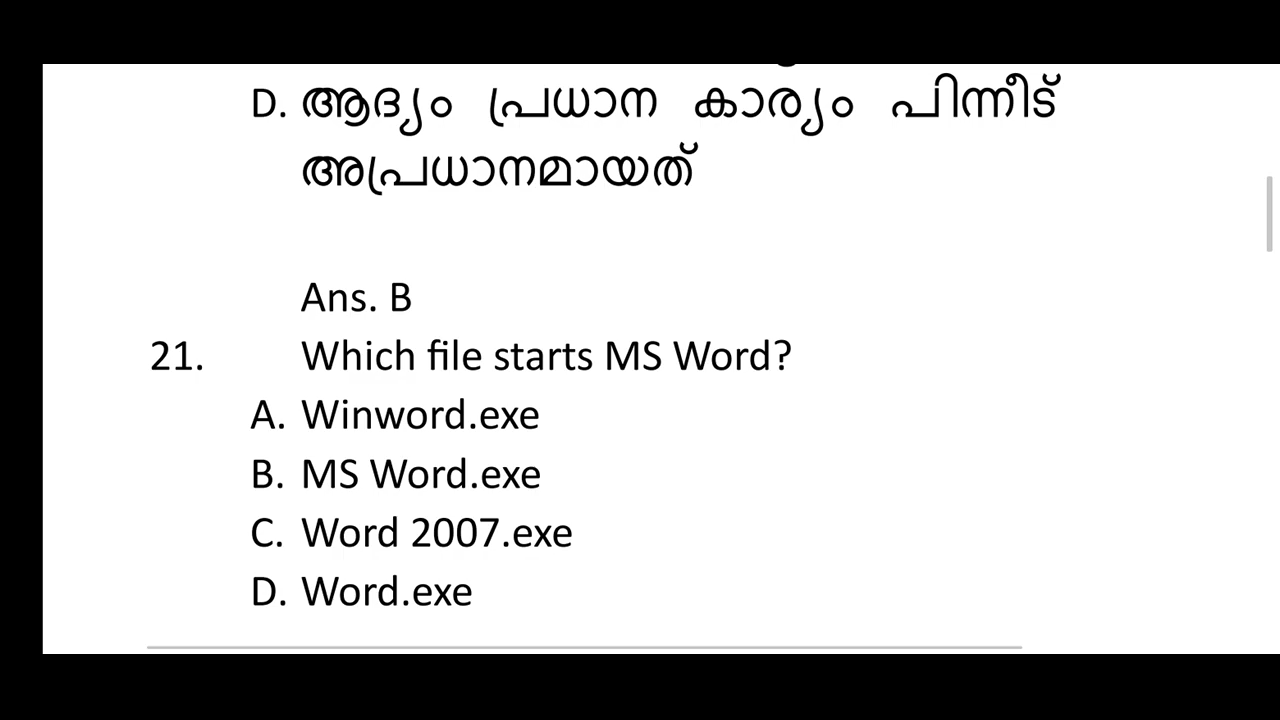 D. ആദ്യം പ്രധാന കാര്യം പിന്നീട്
അപ്രധാനമായത്
Ans. B
21. Which file starts MS Word?
A. Winword.exe
B. MS Word.exe
C. Word 2007.exe
D. Word.exe